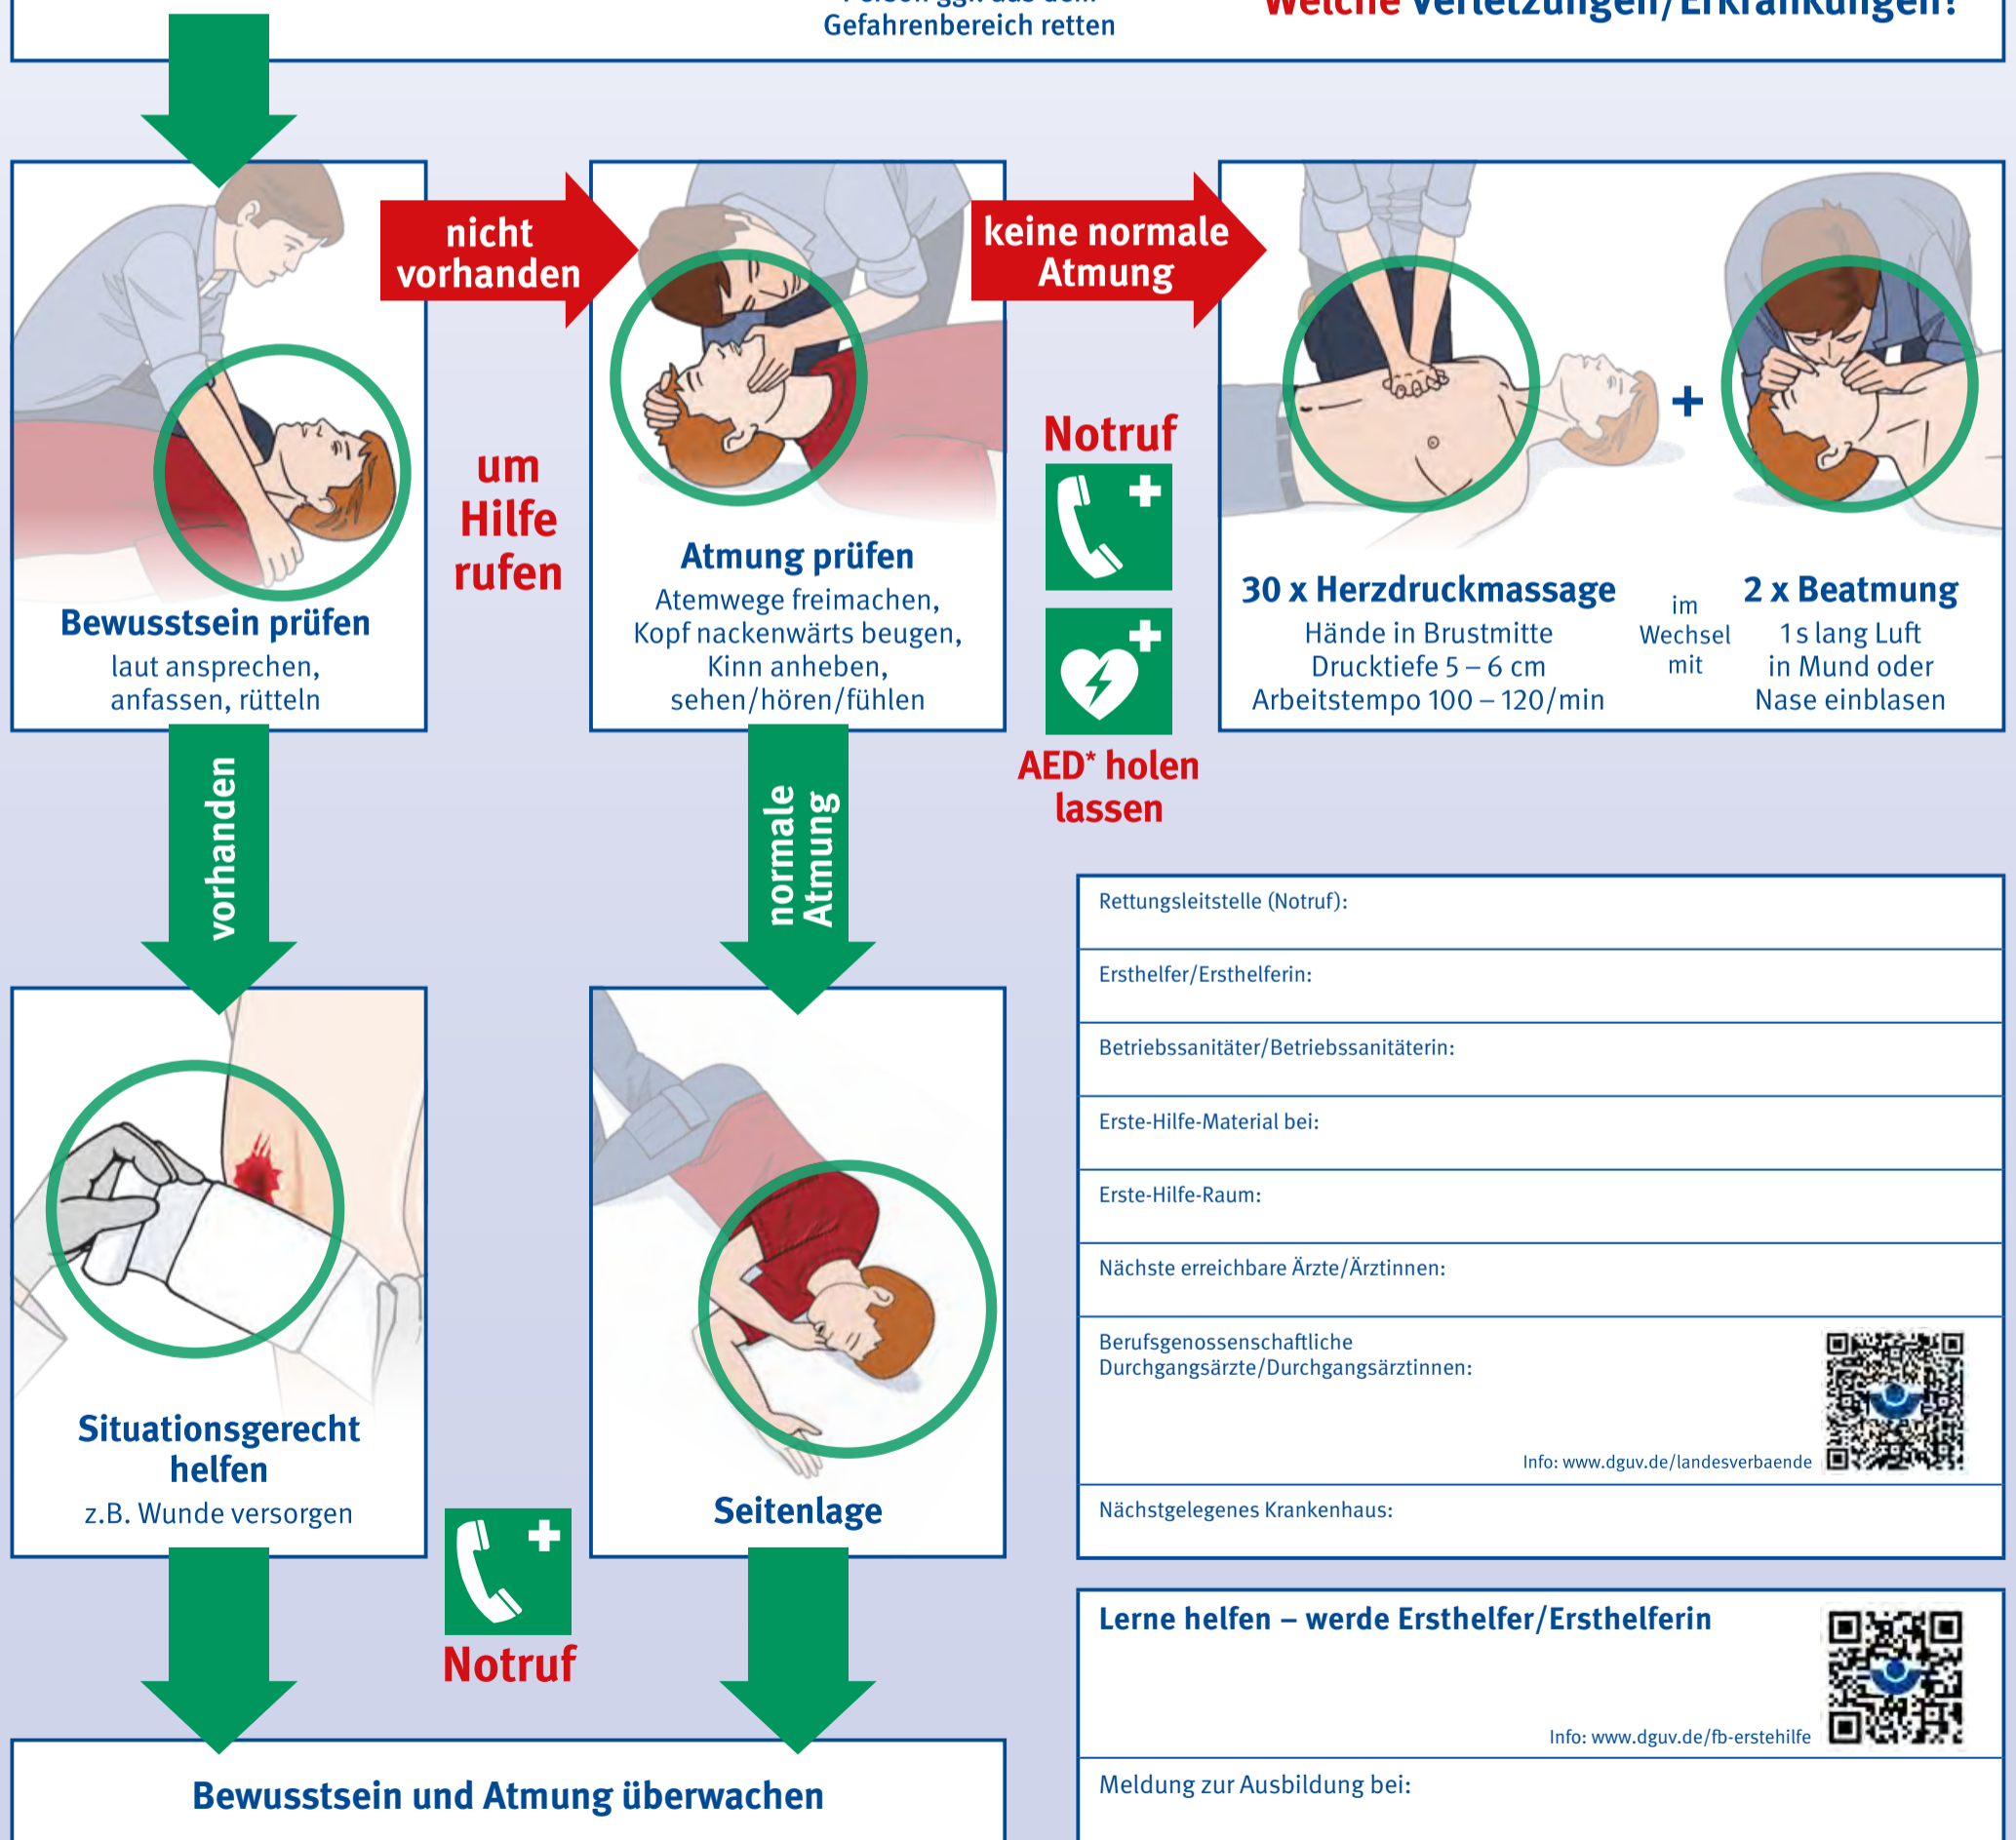 Gefahrenbereich retten
Welche Verletzungen/Erkrankungen?
nicht
vorhanden
keine normale
Atmung
um
Hilfe
rufen
Notruf
AED* holen
lassen
Bewusstsein prüfen
laut ansprechen,
anfassen, rütteln
Atmung prüfen
Atemwege freimachen,
Kopf nackenwärts beugen,
Kinn anheben,
sehen/hören/fühlen
30 x Herzdruckmassage
Hände in Brustmitte
Drucktiefe 5 – 6 cm
Arbeitstempo 100 – 120/min
+
im
Wechsel
mit
2 x Beatmung
1 s lang Luft
in Mund oder
Nase einblasen
vorhanden
normale
Atmung
Situationsgerecht
helfen
z.B. Wunde versorgen
Notruf
Seitenlage
Bewusstsein und Atmung überwachen
Rettungsleitstelle (Notruf):
Ersthelfer/Ersthelferin:
Betriebssanitäter/Betriebssanitäterin:
Erste-Hilfe-Material bei:
Erste-Hilfe-Raum:
Nächste erreichbare Ärzte/Ärztinnen:
Berufsgenossenschaftliche
Durchgangsärzte/Durchgangsärztinnen:
Info: www.dguv.de/landesverbaende
Nächstgelegenes Krankenhaus:
Lerne helfen – werde Ersthelfer/Ersthelferin
Info: www.dguv.de/fb-erstehilfe
Meldung zur Ausbildung bei: